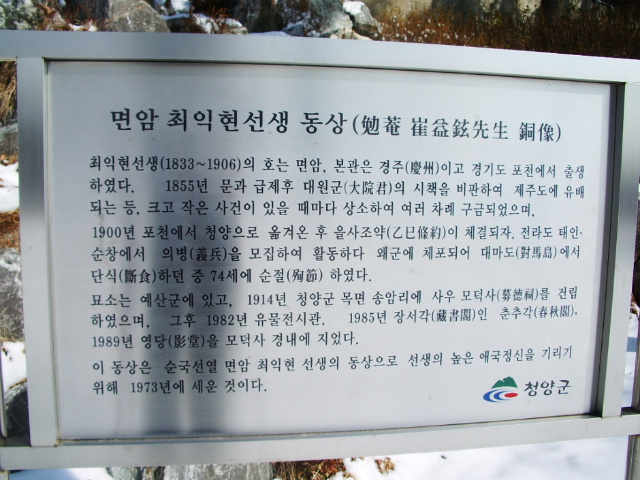 면암 최익현선생 동상(勉菴 崔益鉉先生 銅像)
최익현선생(1833~1906)의 호는 면암, 본관은 경주(慶州)이고 경기도 포천에서 출생
하였다. 1855년 문과 급제후 대원군(大院君)의 시책을 비판하여 제주도에 유배
되는 등, 크고 작은 사건이 있을 때마다 상소하여 여러 차례 구금되었으며,
1900년 포천에서 청양으로 옮겨온 후 을사조약(乙巳條約)이 체결되자, 전라도 태인·
순창에서 의병(義兵)을 모집하여 활동하다 왜군에 체포되어 대마도(對馬島)에서
단식(斷食)하던 중 74세에 순절(殉節) 하였다.
묘소는 예산군에 있고, 1914년 청양군 목면 송암리에 사우 모덕사(慕德祠)를 건립
하였으며, 그후 1982년 유물전시관, 1985년 장서각(藏書閣)인 춘추각(春秋閣),
1989년 영당(影堂)을 모덕사 경내에 지었다.
이 동상은 순국선열 면암 최익현 선생의 동상으로 선생의 높은 애국정신을 기리기
위해 1973년에 세운 것이다.
청양군